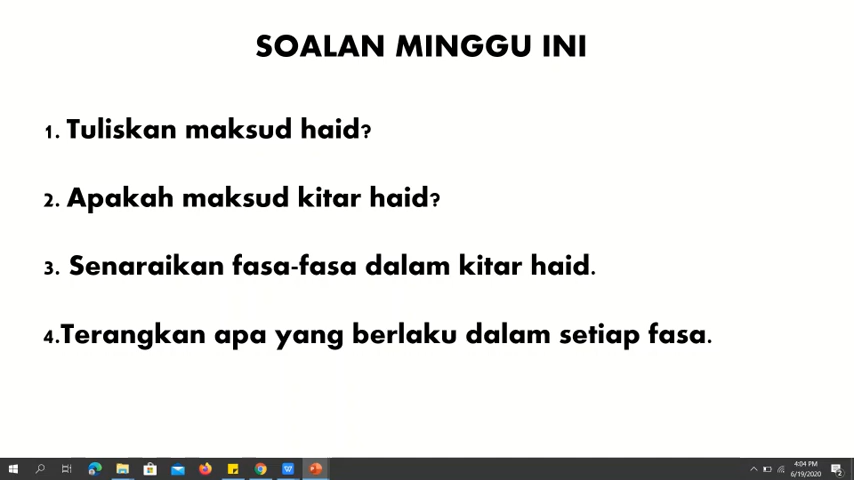 SOALAN MINGGU INI
1. Tuliskan maksud haid?
2. Apakah maksud kitar haid?
3. Senaraikan fasa-fasa dalam kitar haid.
4.Terangkan apa yang berlaku dalam setiap fasa.
4:04 PM
6/19/2020